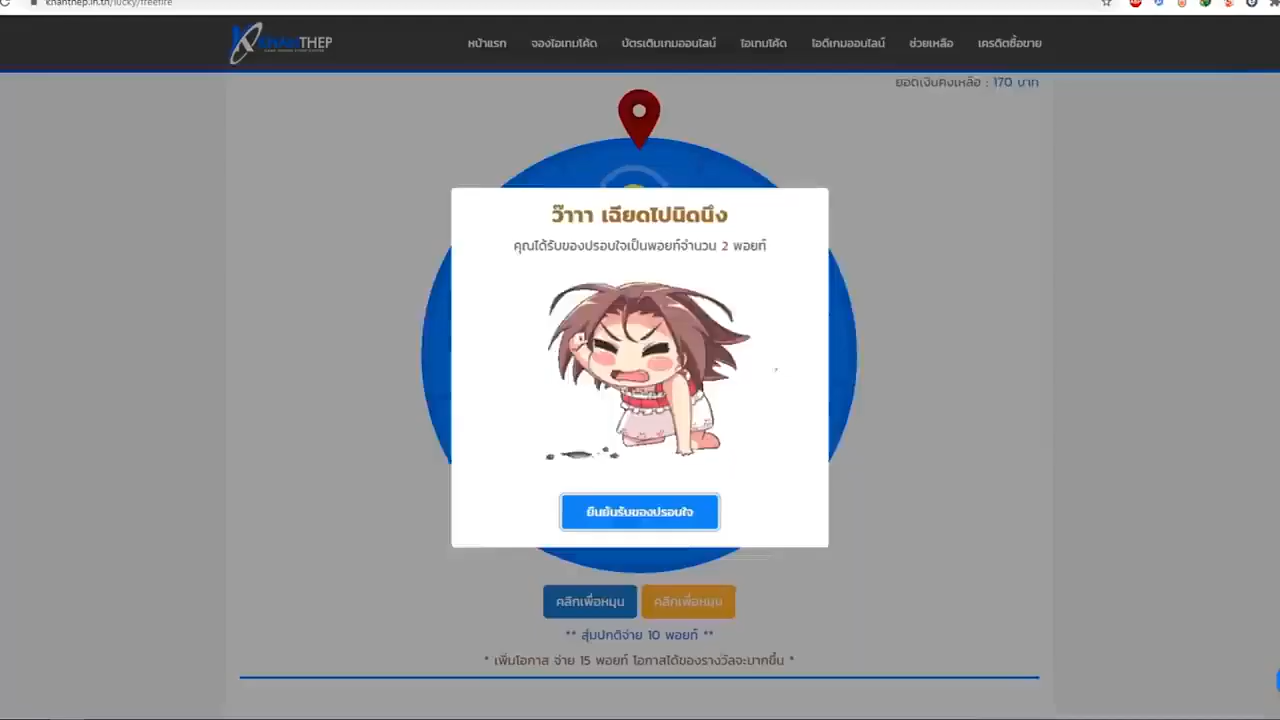 khanthep.in.th/lucky/freefire
KHANTHEP
หน้าแรก จองไอเทมโค้ด บัตรเติมเกมออนไลน์ ไอเทมโค้ด ไอดีเกมออนไลน์ ช่วยเหลือ เครดิตซื้อขาย
ยอดเงินคงเหลือ : 170 บาท
ว๊าาา เฉียดไปนิดนึง
คุณได้รับของปรอบใจเป็นพอยท์จำนวน 2 พอยท์
ยืนยันรับของปรอบใจ
คลิกเพื่อหมุน คลิกเพื่อหมุน
** สุ่มปกติจ่าย 10 พอยท์ **
* เพิ่มโอกาส จ่าย 15 พอยท์ โอกาสได้ของรางวัลจะมากขึ้น *